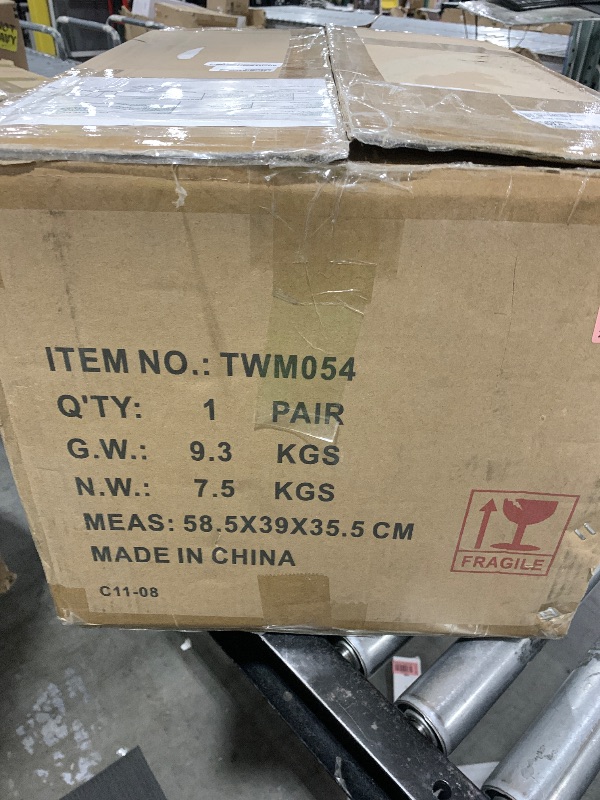 ITEM NO.: TWM054
Q'TY: 1 PAIR
G.W.: 9.3 KGS
N.W.: 7.5 KGS
MEAS: 58.5X39X35.5 CM
MADE IN CHINA
C11-08
FRAGILE